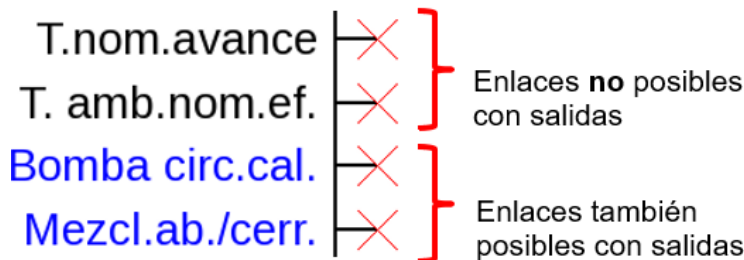 T.nom.avance
T. amb.nom.ef.
Enlaces no posibles
con salidas
Bomba circ.cal.
Mezcl.ab./cerr.
Enlaces también
posibles con salidas